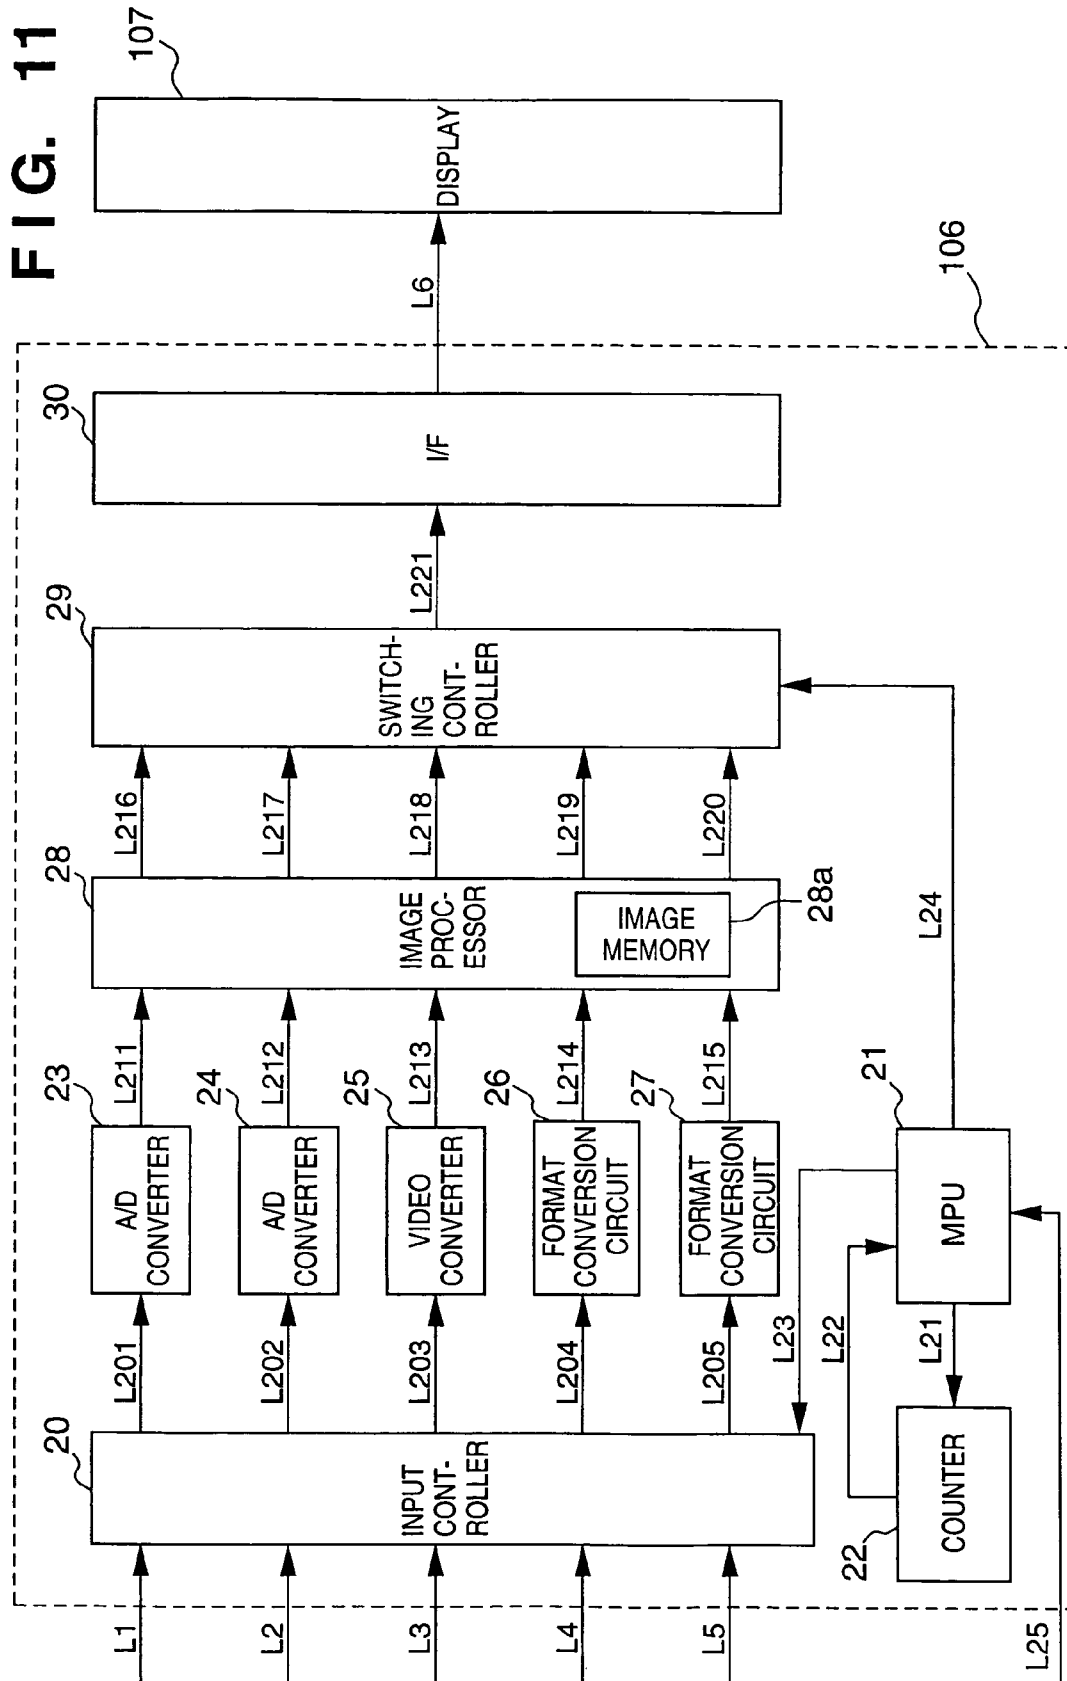 FIG. 11
106
107
L1
L2
L3
L4
L5
L25
20
INPUT
CONT-
ROLLER
L201
L202
L203
L204
L205
23
A/D
CONVERTER
24
A/D
CONVERTER
25
VIDEO
CONVERTER
26
FORMAT
CONVERSION
CIRCUIT
27
FORMAT
CONVERSION
CIRCUIT
L211
L212
L213
L214
L215
28
IMAGE
PROC-
ESSOR
IMAGE
MEMORY
28a
L216
L217
L218
L219
L220
29
SWITCH-
ING
CONT-
ROLLER
L221
30
I/F
L6
DISPLAY
22
COUNTER
L21
L22
L23
21
MPU
L24